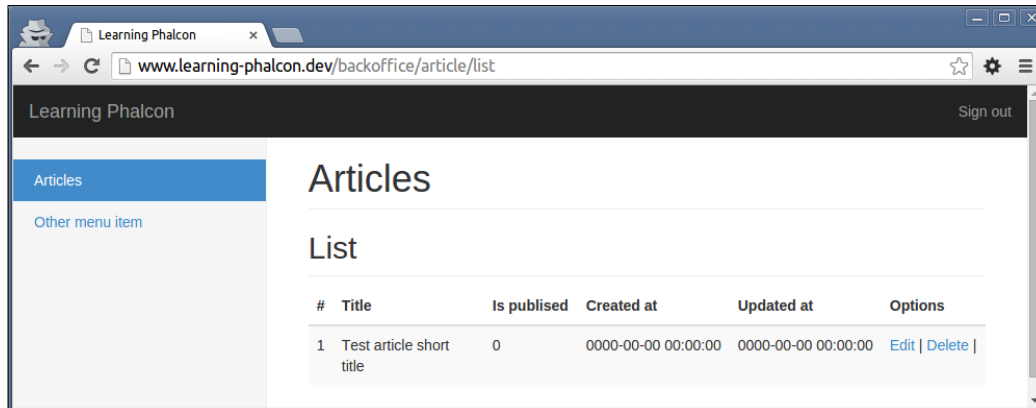 Learning Phalcon ×
www.learning-phalcon.dev/backoffice/article/list
Learning Phalcon Sign out
Articles
Other menu item
Articles
List
# Title Is publised Created at Updated at Options
1 Test article short 0 0000-00-00 00:00:00 0000-00-00 00:00:00 Edit | Delete |
title